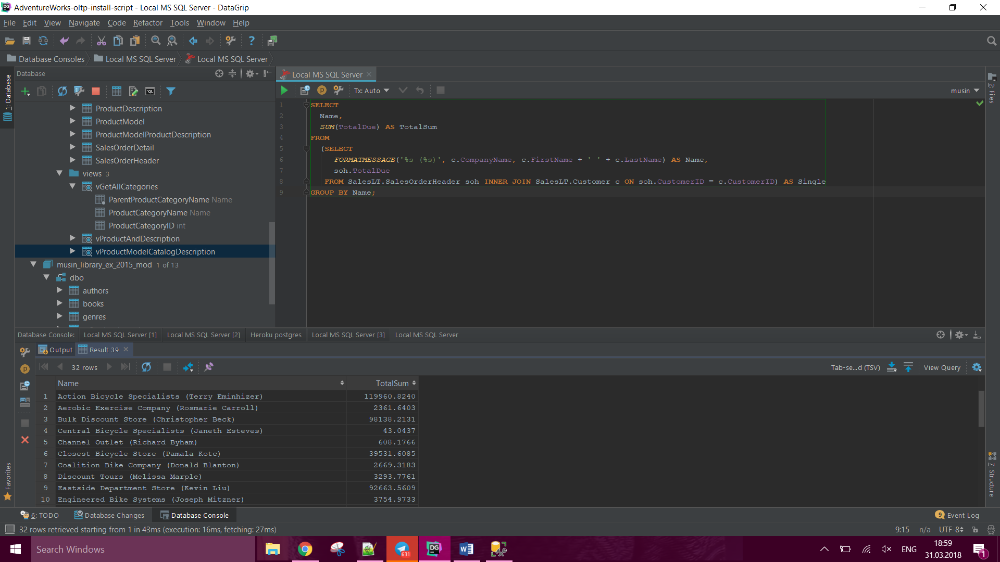 AdventureWorks-oltp-install-script - Local MS SQL Server - DataGrip
File Edit View Navigate Code Refactor Tools Window Help
Database Consoles Local MS SQL Server Local MS SQL Server
1: Database
Database
ProductDescription
ProductModel
ProductModelProductDescription
SalesOrderDetail
SalesOrderHeader
views 3
vGetAllCategories
ParentProductCategoryName Name
ProductCategoryName Name
ProductCategoryID int
vProductAndDescription
vProductModelCatalogDescription
musin_library_ex_2015_mod 1 of 13
dbo
authors
books
genres
Local MS SQL Server
Tx: Auto
musin
2: Files
1 SELECT
2 Name,
3 SUM(TotalDue) AS TotalSum
4 FROM
5 (SELECT
6 FORMATMESSAGE('%s (%s)', c.CompanyName, c.FirstName + ' ' + c.LastName) AS Name,
7 soh.TotalDue
8 FROM SalesLT.SalesOrderHeader soh INNER JOIN SalesLT.Customer c ON soh.CustomerID = c.CustomerID) AS Single
9 GROUP BY Name;
Database Console: Local MS SQL Server [1] Local MS SQL Server [2] Heroku postgres Local MS SQL Server [3] Local MS SQL Server
Output Result 39
32 rows
Tab-se...d (TSV) View Query
Name TotalSum
1 Action Bicycle Specialists (Terry Eminhizer) 119960.8240
2 Aerobic Exercise Company (Rosmarie Carroll) 2361.6403
3 Bulk Discount Store (Christopher Beck) 98138.2131
4 Central Bicycle Specialists (Janeth Esteves) 43.0437
5 Channel Outlet (Richard Byham) 608.1766
6 Closest Bicycle Store (Pamala Kotc) 39531.6085
7 Coalition Bike Company (Donald Blanton) 2669.3183
8 Discount Tours (Melissa Marple) 3293.7761
9 Eastside Department Store (Kevin Liu) 92663.5609
10 Engineered Bike Systems (Joseph Mitzner) 3754.9733
Favorites
7: Structure
6: TODO Database Changes Database Console
9 Event Log
32 rows retrieved starting from 1 in 43ms (execution: 16ms, fetching: 27ms)
9:15 n/a UTF-8
Search Windows
631
DG
ENG
18:59
31.03.2018
1